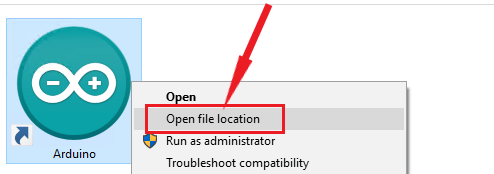 Arduino
Open
Open file location
Run as administrator
Troubleshoot compatibility